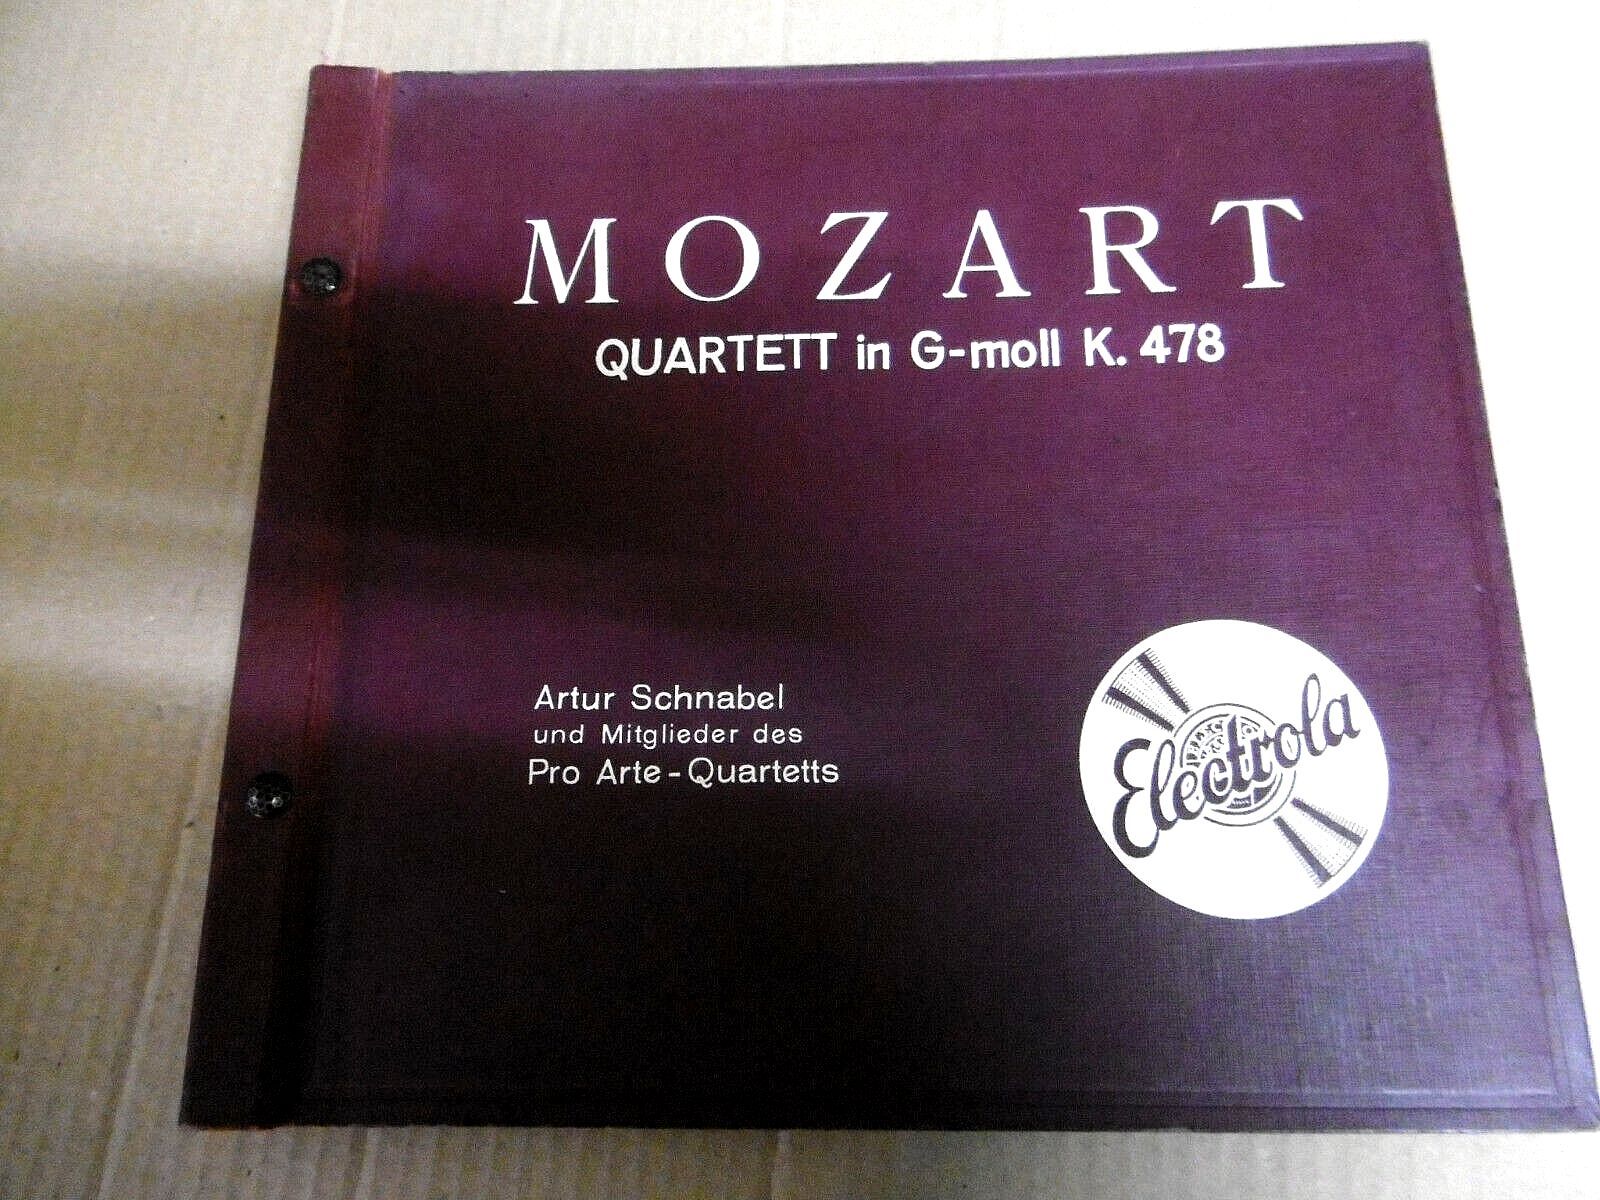 MOZART
QUARTETT in G-moll K. 478
Artur Schnabel
und Mitglieder des
Pro Arte-Quartetts
Electrola